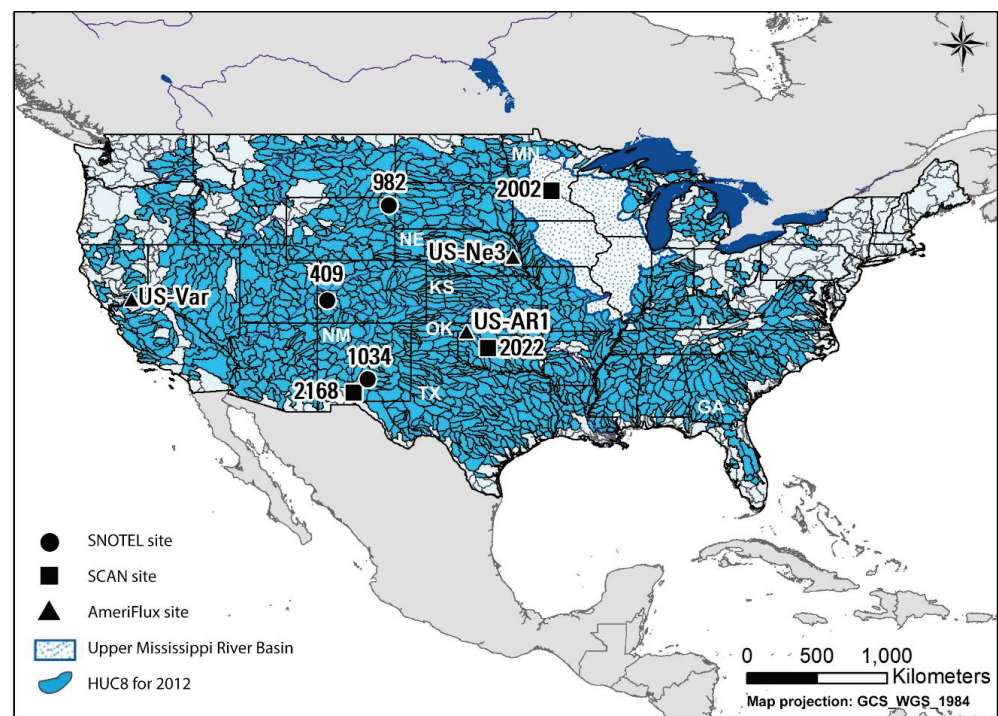 N
W E
S
MN
982
2002
NE
US-Ne3
409
US-Var
KS
OK
US-AR1
NM
2022
1034
2168
TX
GA
SNOTEL site
SCAN site
AmeriFlux site
Upper Mississippi River Basin
HUC8 for 2012
0 500 1,000
Kilometers
Map projection: GCS_WGS_1984